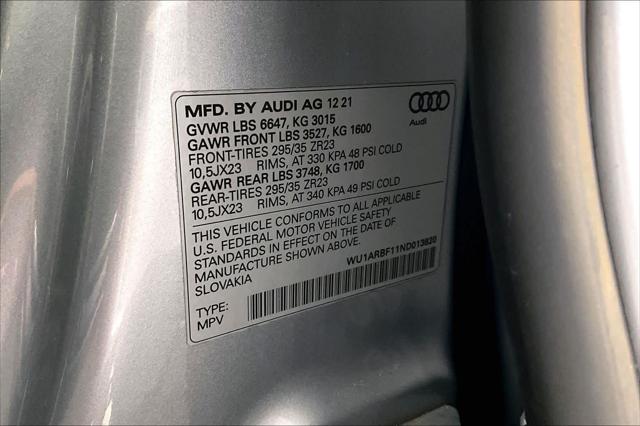 MFD. BY AUDI AG 12 21
GVWR LBS 6647, KG 3015
GAWR FRONT LBS 3527, KG 1600
FRONT-TIRES 295/35 ZR23
10,5JX23 RIMS, AT 330 KPA 48 PSI COLD
GAWR REAR LBS 3748, KG 1700
REAR-TIRES 295/35 ZR23
10,5JX23 RIMS, AT 340 KPA 49 PSI COLD
Audi
THIS VEHICLE CONFORMS TO ALL APPLICABLE
U.S. FEDERAL MOTOR VEHICLE SAFETY
STANDARDS IN EFFECT ON THE DATE OF
MANUFACTURE SHOWN ABOVE.
SLOVAKIA
WU1ARBF11ND013820
TYPE:
MPV